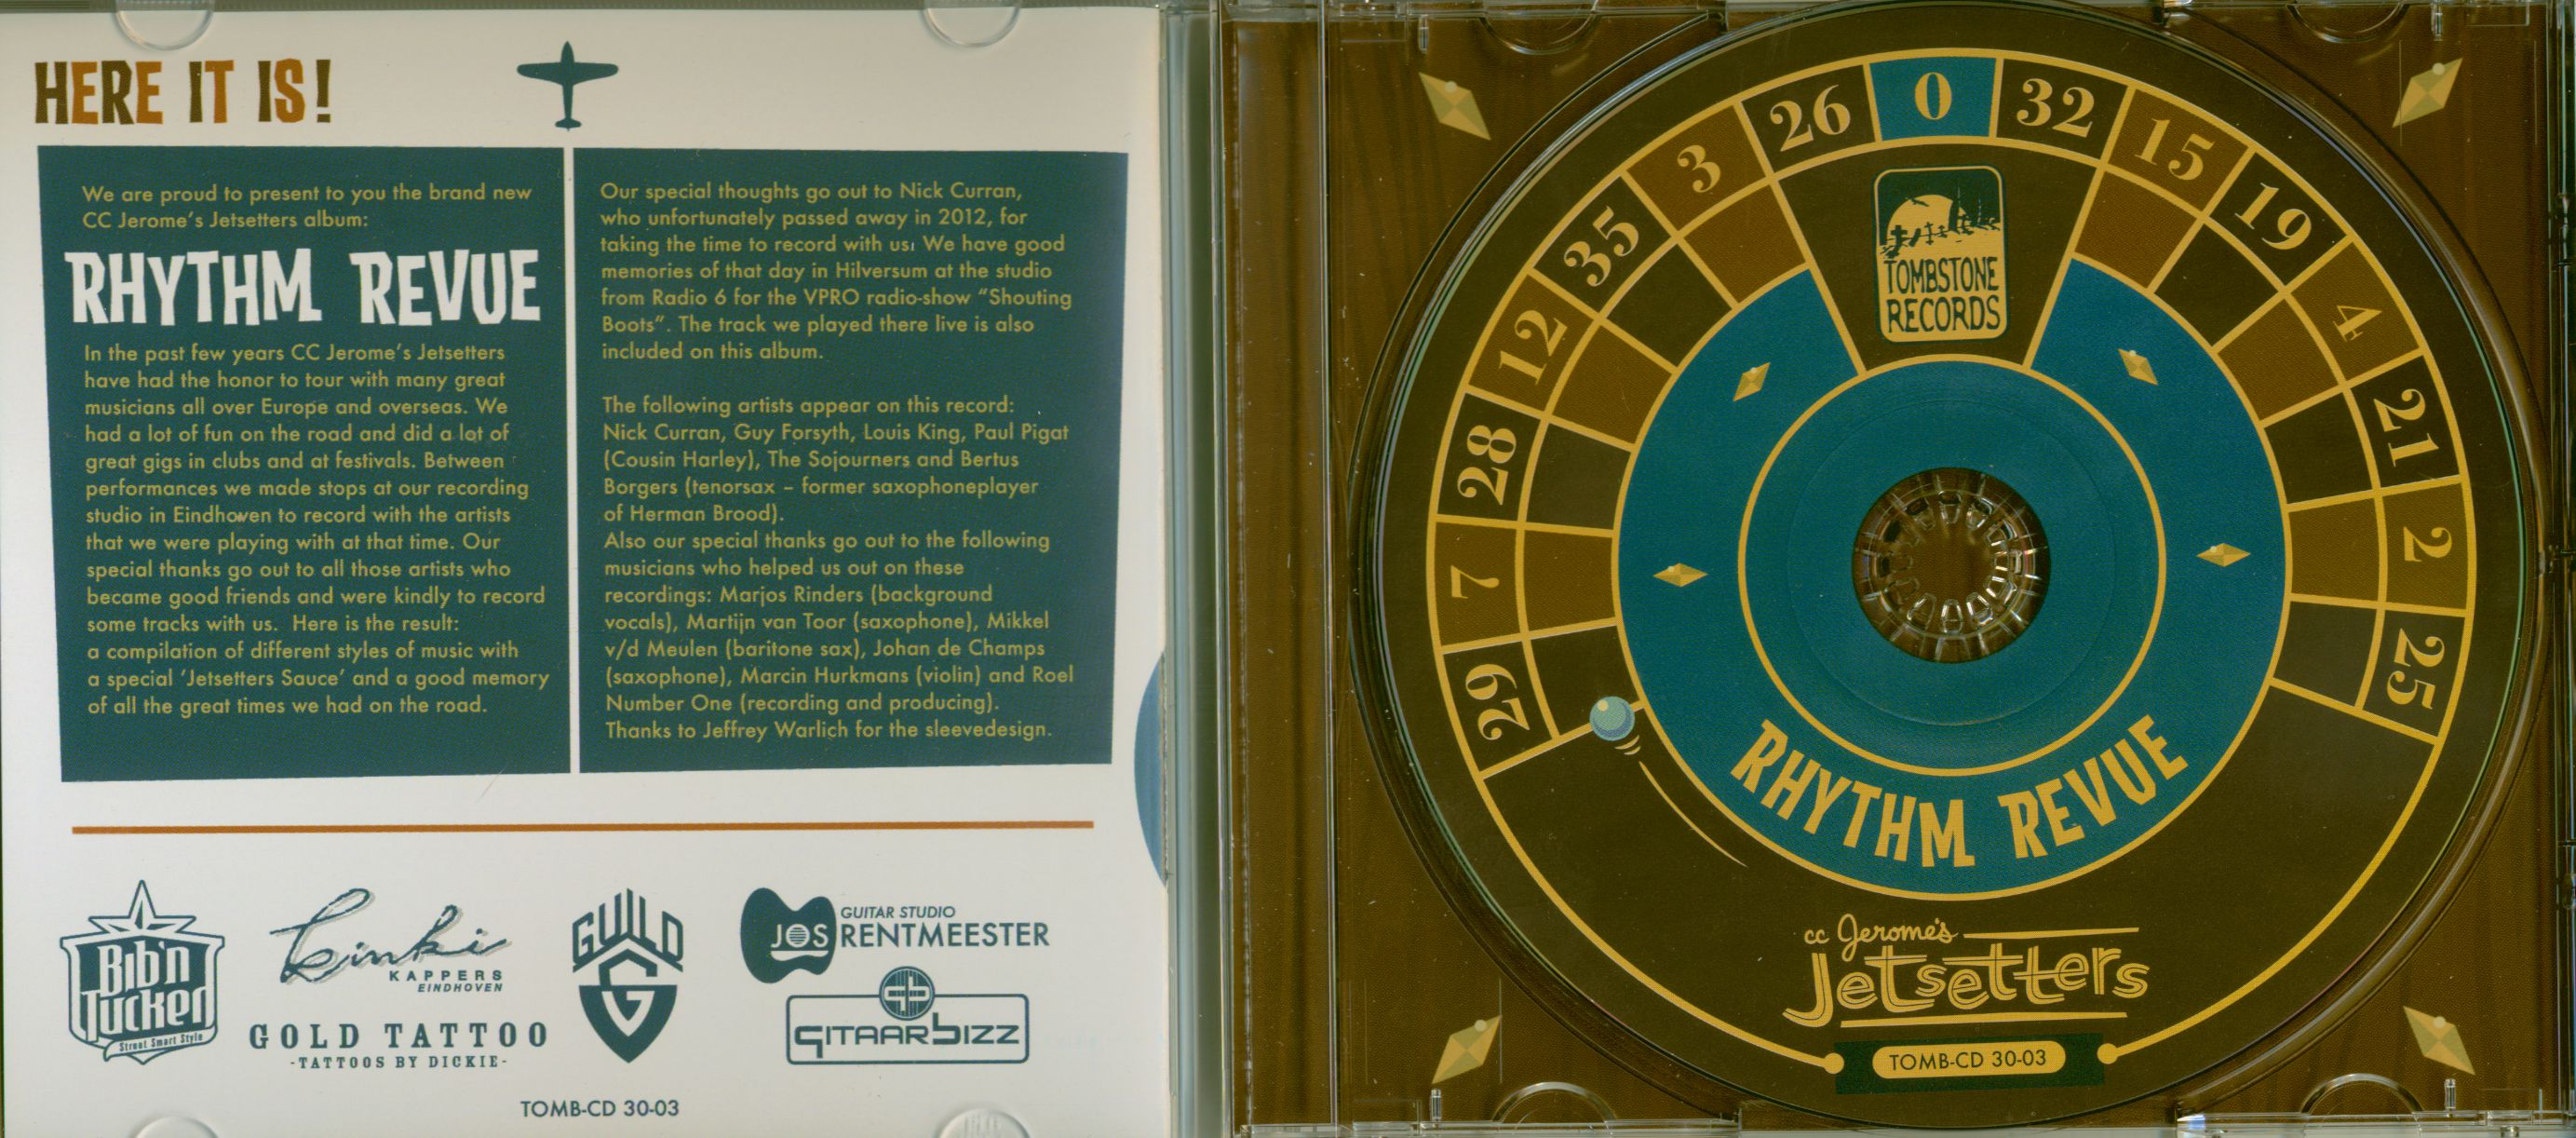 HERE IT IS!
We are proud to present to you the brand new
CC Jerome's Jetsetters album:
RHYTHM REVUE
In the past few years CC Jerome's Jetsetters
have had the honor to tour with many great
musicians all over Europe and overseas. We
had a lot of fun on the road and did a lot of
great gigs in clubs and at festivals. Between
performances we made stops at our recording
studio in Eindhoven to record with the artists
that we were playing with at that time. Our
special thanks go out to all those artists who
became good friends and were kindly to record
some tracks with us. Here is the result:
a compilation of different styles of music with
a special 'Jetsetters Sauce' and a good memory
of all the great times we had on the road.
Our special thoughts go out to Nick Curran,
who unfortunately passed away in 2012, for
taking the time to record with us. We have good
memories of that day in Hilversum at the studio
from Radio 6 for the VPRO radio-show "Shouting
Boots". The track we played there live is also
included on this album.
The following artists appear on this record:
Nick Curran, Guy Forsyth, Louis King, Paul Pigat
(Cousin Harley), The Sojourners and Bertus
Borgers (tenorsax – former saxophoneplayer
of Herman Brood).
Also our special thanks go out to the following
musicians who helped us out on these
recordings: Marjos Rinders (background
vocals), Martijn van Toor (saxophone), Mikkel
v/d Meulen (baritone sax), Johan de Champs
(saxophone), Marcin Hurkmans (violin) and Roel
Number One (recording and producing).
Thanks to Jeffrey Warlich for the sleevedesign.
Bib'n
Tucker
Street Smart Style
Kinki
KAPPERS
EINDHOVEN
GOLD TATTOO
-TATTOOS BY DICKIE-
GUILD
G
GUITAR STUDIO
JOS RENTMEESTER
GITAARBIZZ
TOMB-CD 30-03
29
7
28
12
35
3
26
0
32
15
19
4
21
2
25
TOMBSTONE
RECORDS
RHYTHM REVUE
cc Jerome's
Jetsetters
TOMB-CD 30-03